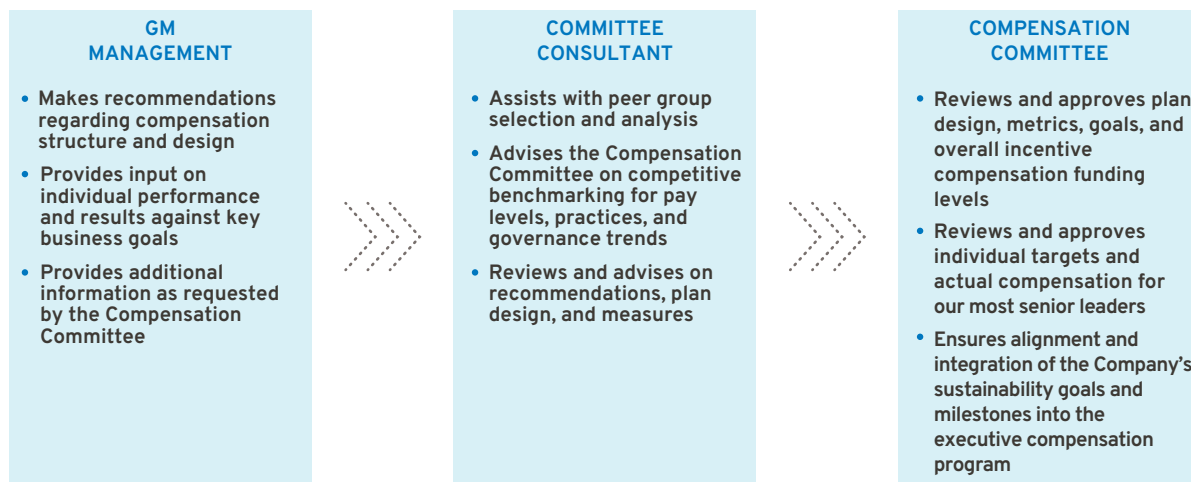 GM
MANAGEMENT
• Makes recommendations
regarding compensation
structure and design
• Provides input on
individual performance
and results against key
business goals
• Provides additional
information as requested
by the Compensation
Committee
COMMITTEE
CONSULTANT
• Assists with peer group
selection and analysis
• Advises the Compensation
Committee on competitive
benchmarking for pay
levels, practices, and
governance trends
• Reviews and advises on
recommendations, plan
design, and measures
COMPENSATION
COMMITTEE
• Reviews and approves plan
design, metrics, goals, and
overall incentive
compensation funding
levels
• Reviews and approves
individual targets and
actual compensation for
our most senior leaders
• Ensures alignment and
integration of the Company’s
sustainability goals and
milestones into the
executive compensation
program